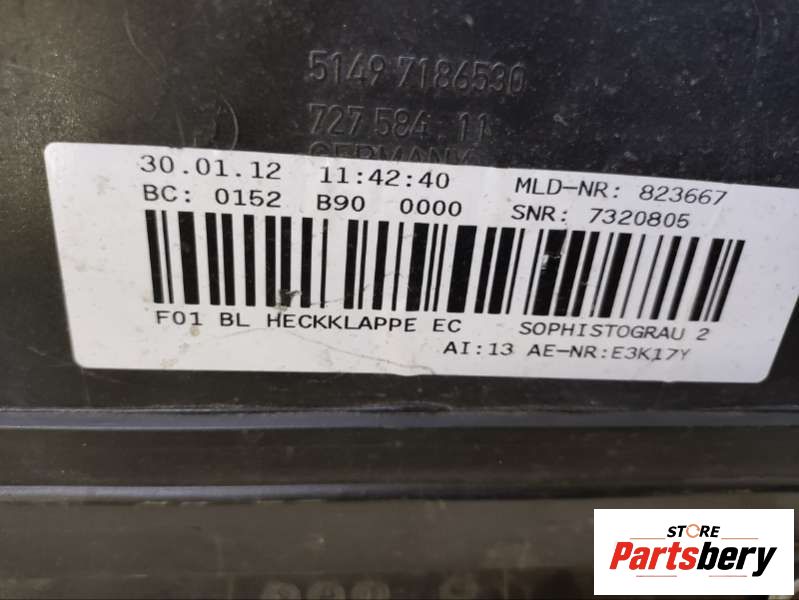 5149 7186530
727 584 11
GERMANY
30.01.12 11:42:40 MLD-NR: 823667
BC: 0152 B90 0000 SNR: 7320805
F01 BL HECKKLAPPE EC SOPHISTOGRAU 2
AI:13 AE-NR:E3K17Y
STORE
Partsbery